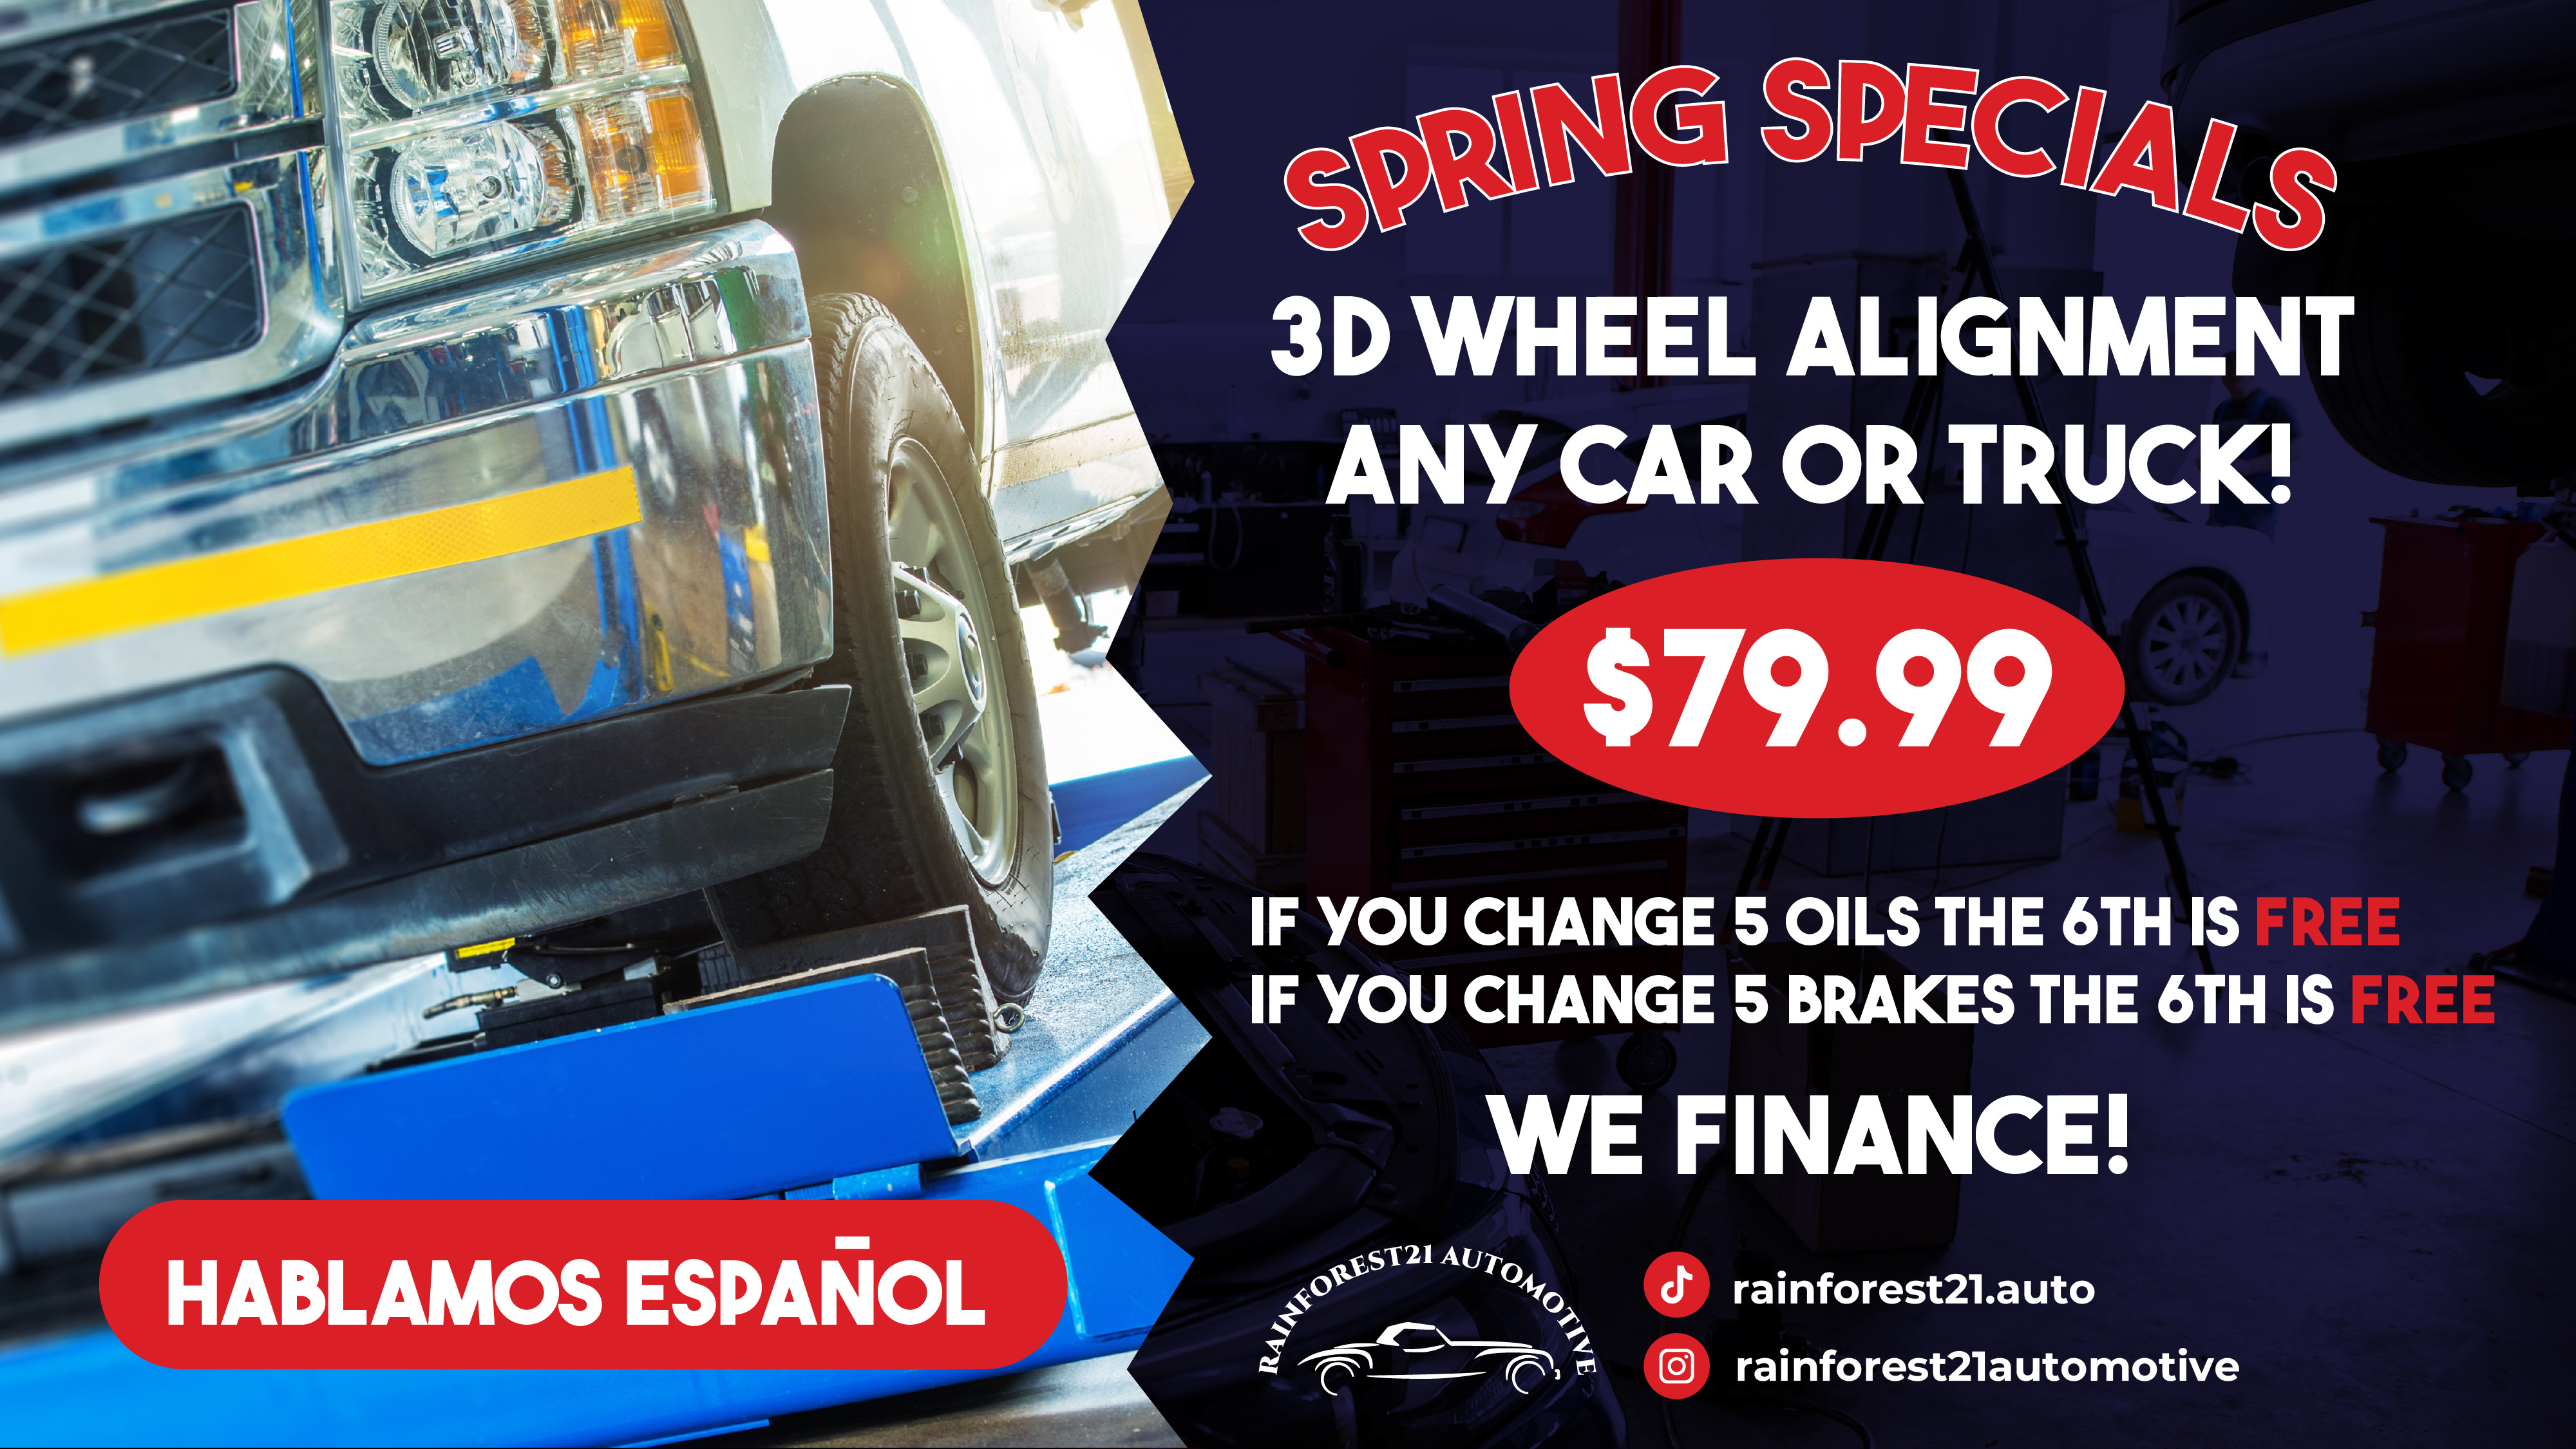 SPRING SPECIALS
3D WHEEL ALIGNMENT
ANY CAR OR TRUCK!
$79.99
IF YOU CHANGE 5 OILS THE 6TH IS FREE
IF YOU CHANGE 5 BRAKES THE 6TH IS FREE
WE FINANCE!
HABLAMOS ESPAÑOL
RAINFOREST21 AUTOMOTIVE
rainforest21.auto
rainforest21automotive